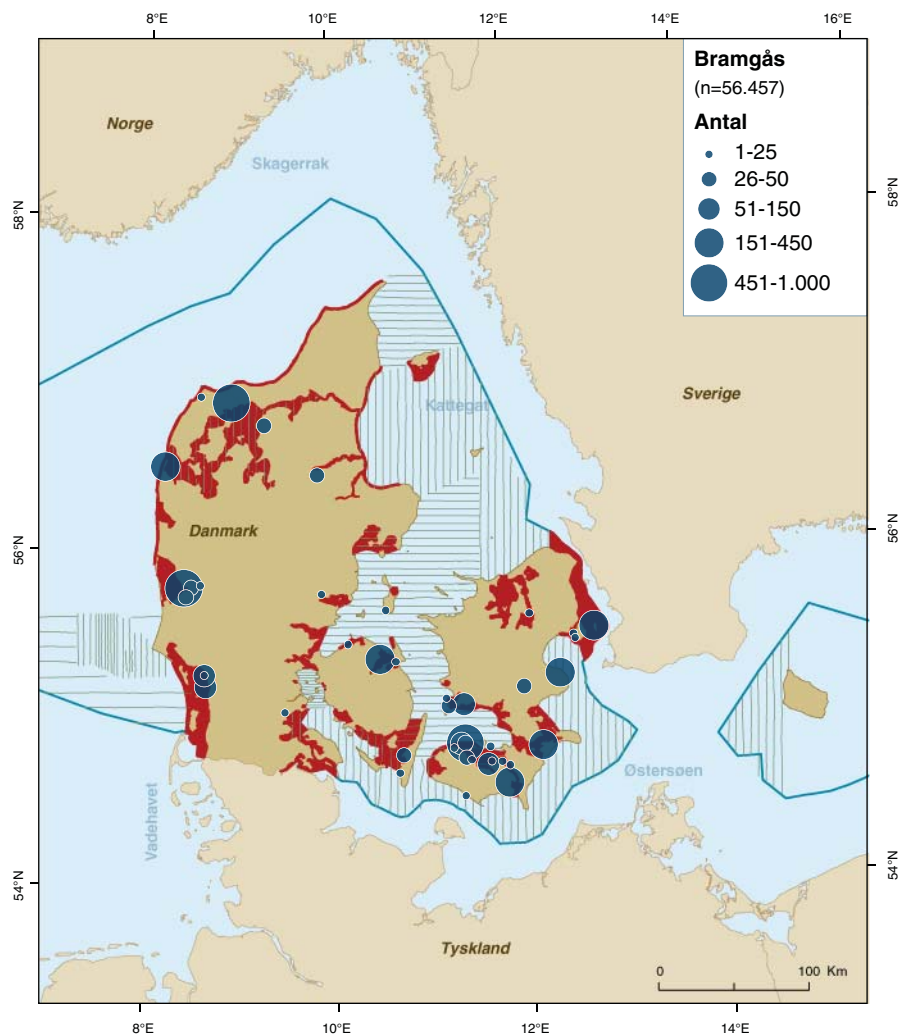 8°E
10°E
12°E
14°E
16°E
Bramgås
(n=56.457)
Antal
1-25
26-50
51-150
151-450
451-1.000
Norge
Skagerrak
58°N
58°N
Sverige
Kattegat
Danmark
56°N
56°N
Østersøen
Vadehavet
54°N
54°N
Tyskland
0
100 Km
8°E
10°E
12°E
14°E